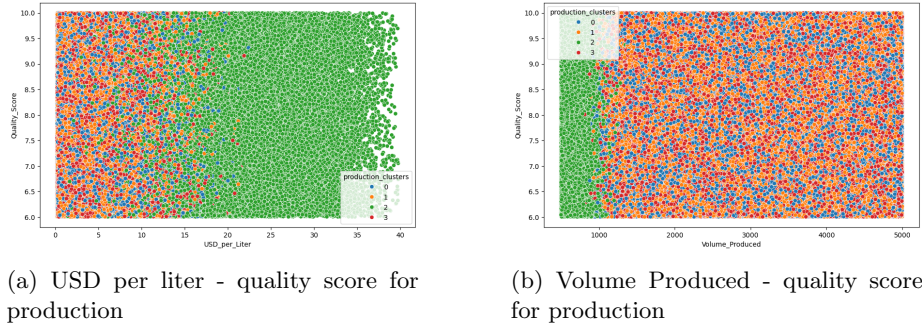 production_clusters
0
1
2
3
Quality_Score
10.0
9.5
9.0
8.5
8.0
7.5
7.0
6.5
6.0
0 5 10 15 20 25 30 35 40
USD_per_Liter
production_clusters
0
1
2
3
Quality_Score
10.0
9.5
9.0
8.5
8.0
7.5
7.0
6.5
6.0
1000 2000 3000 4000 5000
Volume_Produced
(a) USD per liter - quality score for
production
(b) Volume Produced - quality score
for production